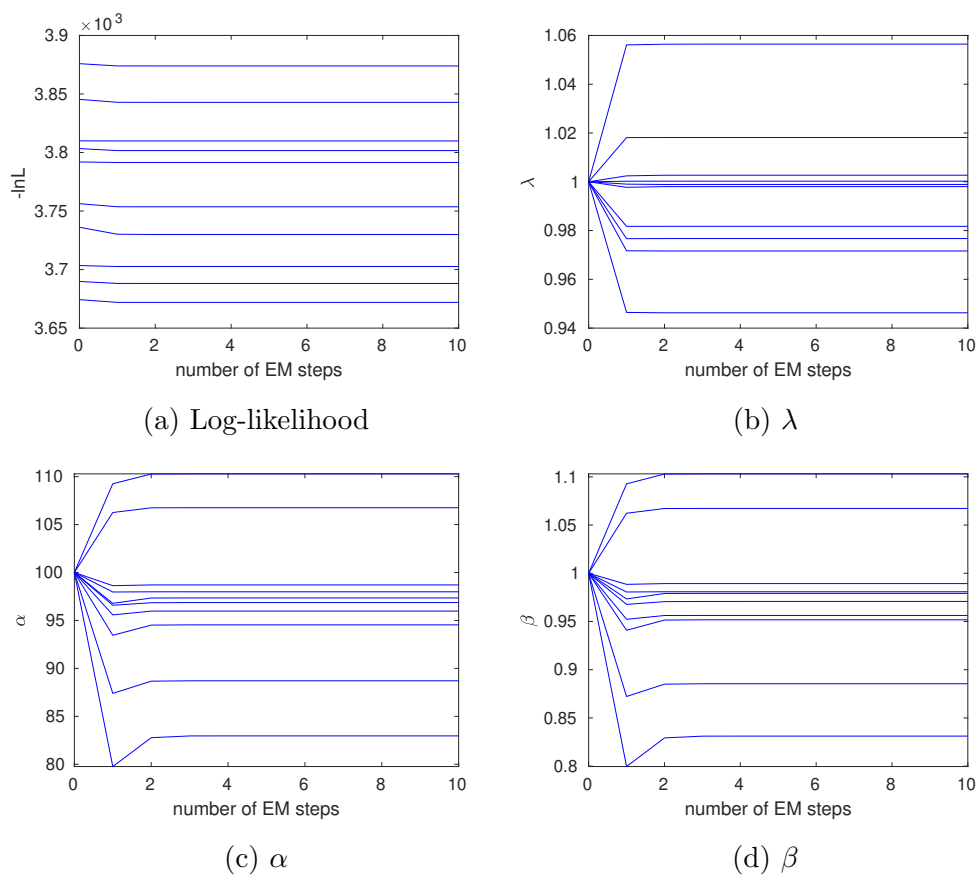 ×10³
3.9
3.85
3.8
3.75
3.7
3.65
-lnL
0 2 4 6 8 10
number of EM steps
(a) Log-likelihood
1.06
1.04
1.02
1
0.98
0.96
0.94
λ
0 2 4 6 8 10
number of EM steps
(b) λ
110
105
100
95
90
85
80
α
0 2 4 6 8 10
number of EM steps
(c) α
1.1
1.05
1
0.95
0.9
0.85
0.8
β
0 2 4 6 8 10
number of EM steps
(d) β